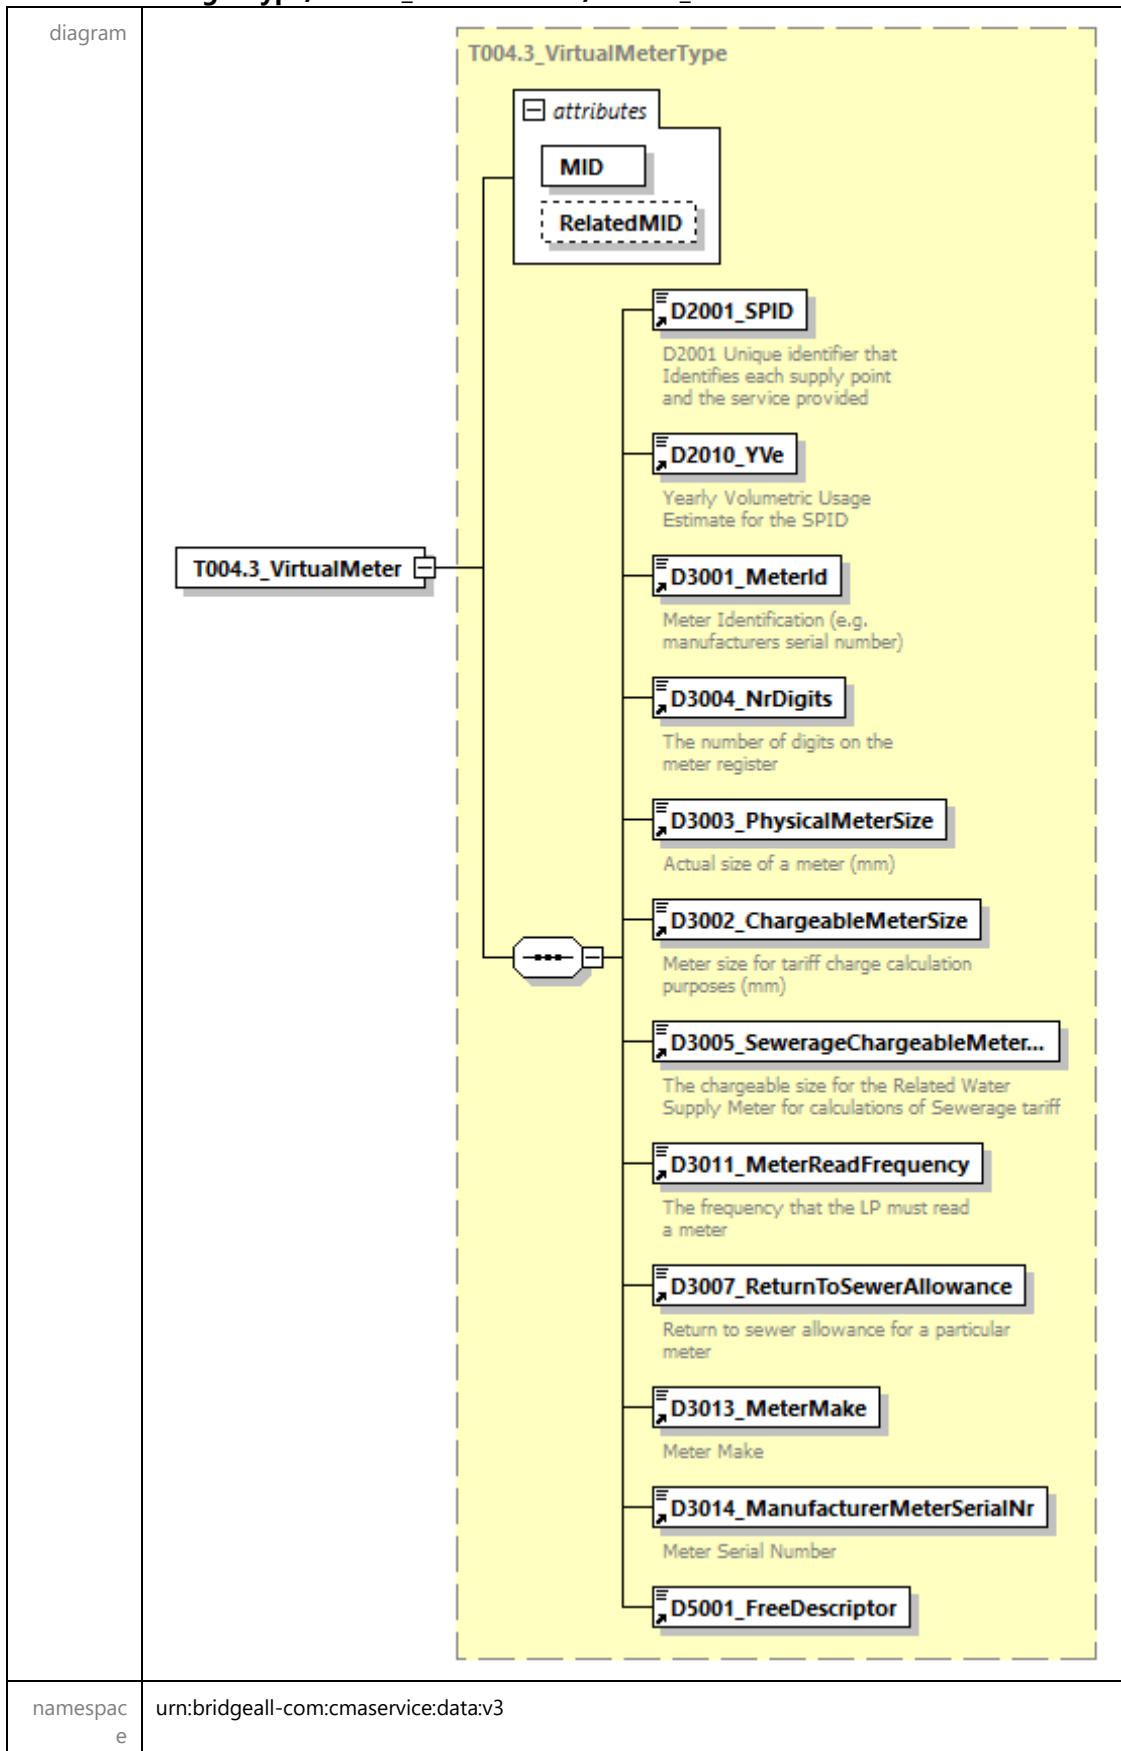 diagram
T004.3_VirtualMeterType
attributes
MID
RelatedMID
D2001_SPID
D2001 Unique identifier that
Identifies each supply point
and the service provided
D2010_YVe
Yearly Volumetric Usage
Estimate for the SPID
T004.3_VirtualMeter
D3001_MeterId
Meter Identification (e.g.
manufacturers serial number)
D3004_NrDigits
The number of digits on the
meter register
D3003_PhysicalMeterSize
Actual size of a meter (mm)
D3002_ChargeableMeterSize
Meter size for tariff charge calculation
purposes (mm)
D3005_SewerageChargeableMeter...
The chargeable size for the Related Water
Supply Meter for calculations of Sewerage tariff
D3011_MeterReadFrequency
The frequency that the LP must read
a meter
D3007_ReturnToSewerAllowance
Return to sewer allowance for a particular
meter
D3013_MeterMake
Meter Make
D3014_ManufacturerMeterSerialNr
Meter Serial Number
D5001_FreeDescriptor
namespac
e
urn:bridgeall-com:cmaservice:data:v3